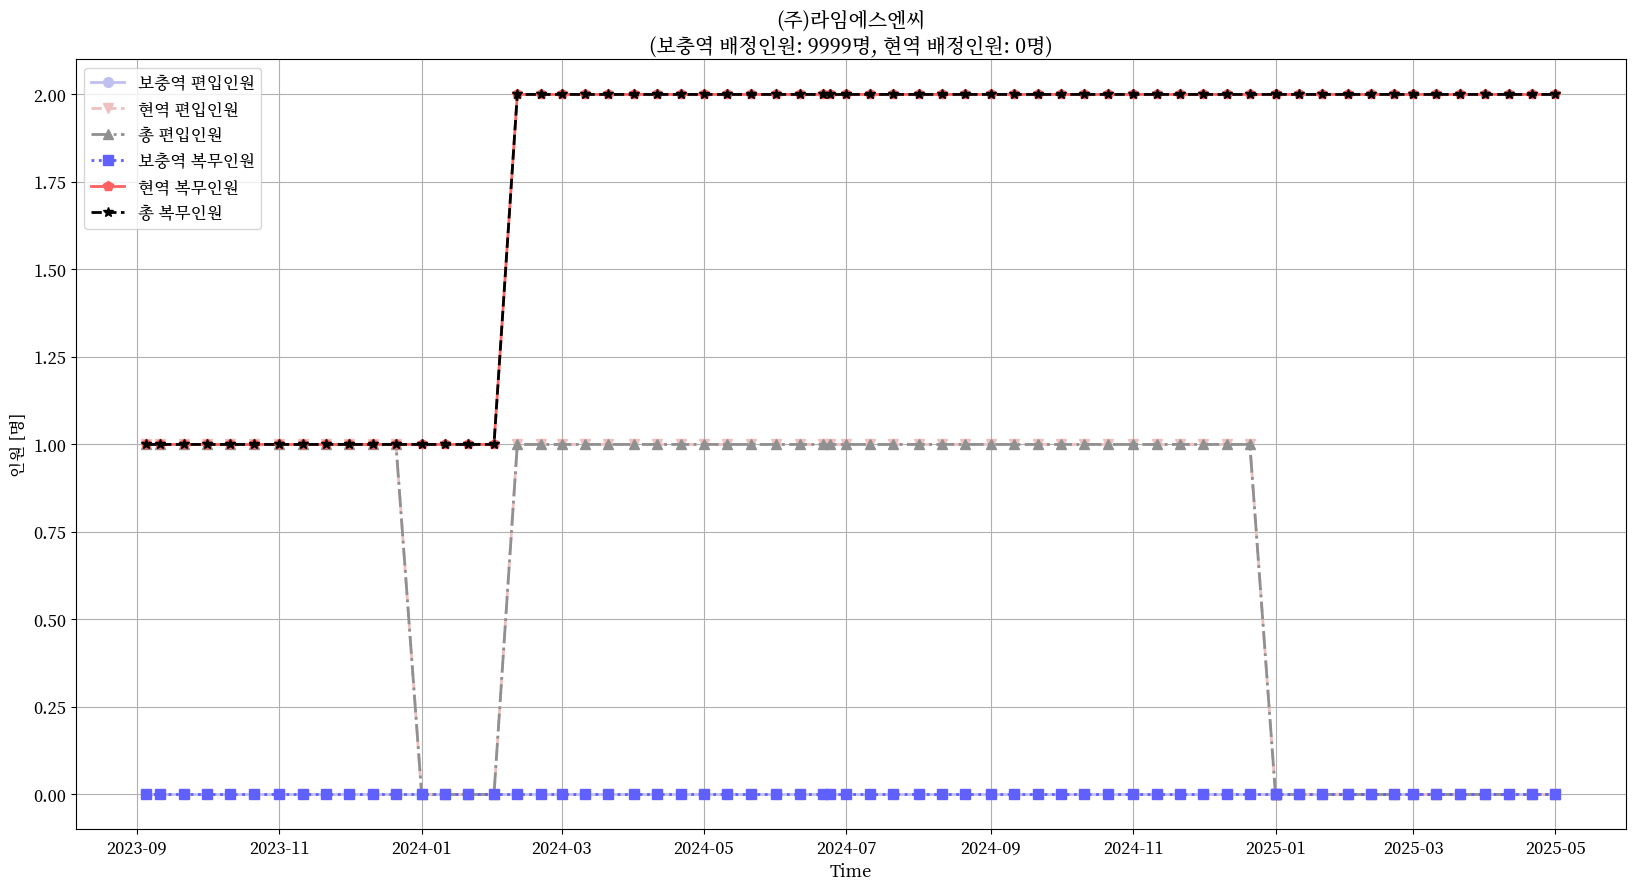 (주)라임에스엔씨
(보충역 배정인원: 9999명, 현역 배정인원: 0명)
보충역 편입인원
현역 편입인원
총 편입인원
보충역 복무인원
현역 복무인원
총 복무인원
2.00
1.75
1.50
1.25
1.00
0.75
0.50
0.25
0.00
인원 [명]
2023-09
2023-11
2024-01
2024-03
2024-05
2024-07
2024-09
2024-11
2025-01
2025-03
2025-05
Time